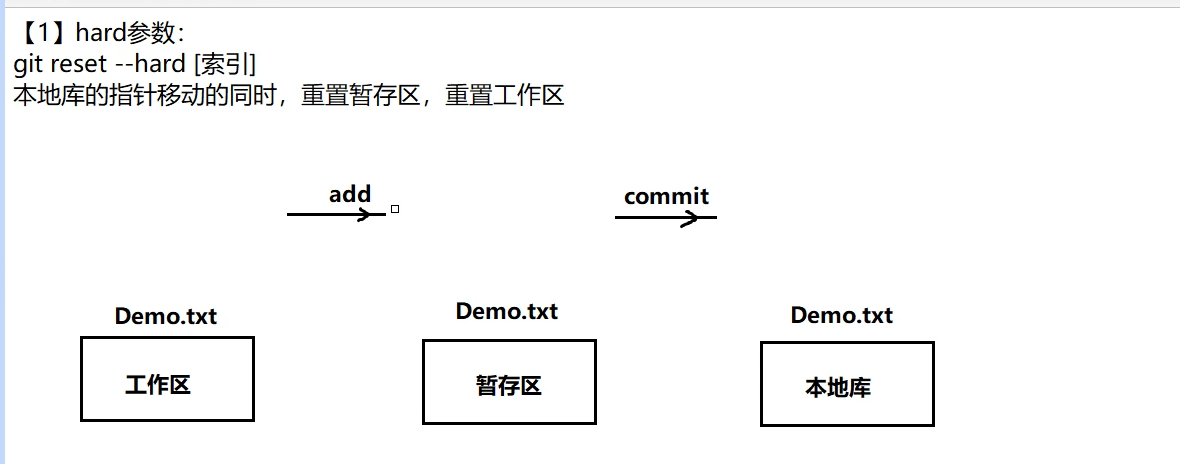 【1】hard参数：
git reset --hard [索引]
本地库的指针移动的同时，重置暂存区，重置工作区
add
commit
Demo.txt
Demo.txt
Demo.txt
工作区
暂存区
本地库